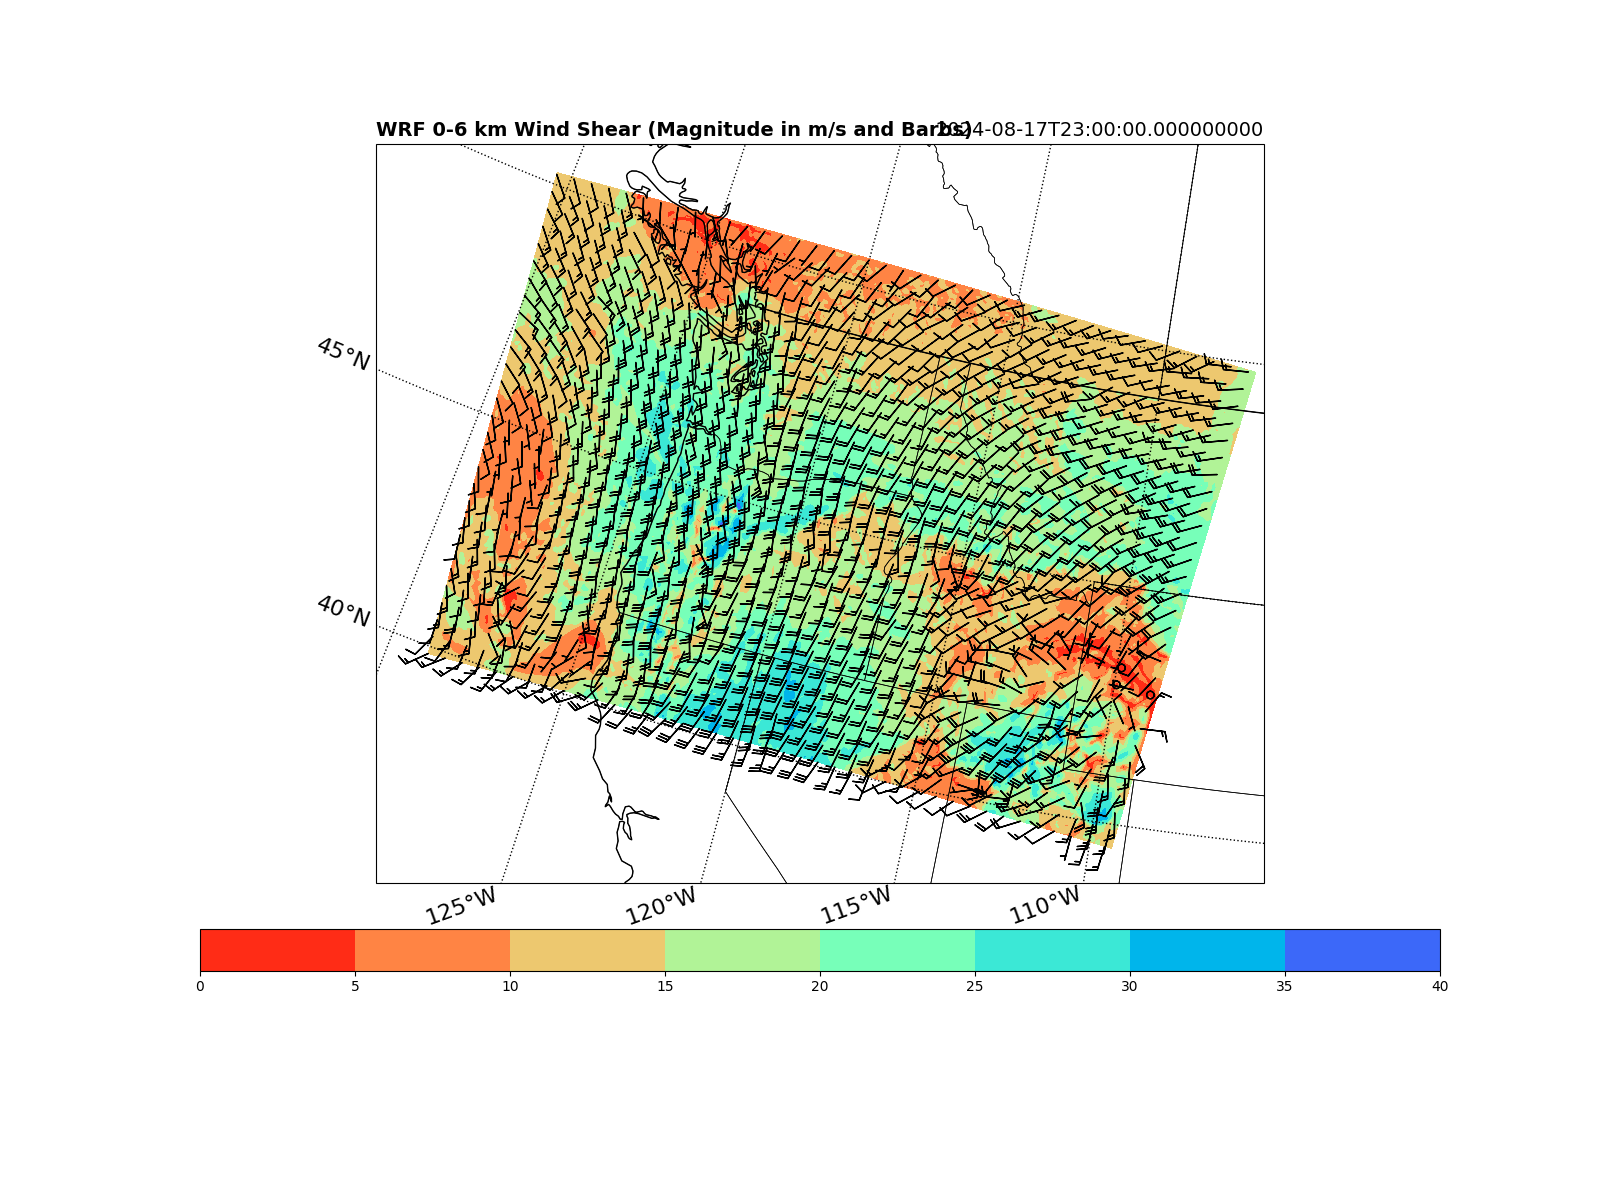 WRF 0-6 km Wind Shear (Magnitude in m/s and Barbs)
2024-08-17T23:00:00.000000000
45°N
40°N
125°W 120°W 115°W 110°W
0 5 10 15 20 25 30 35 40